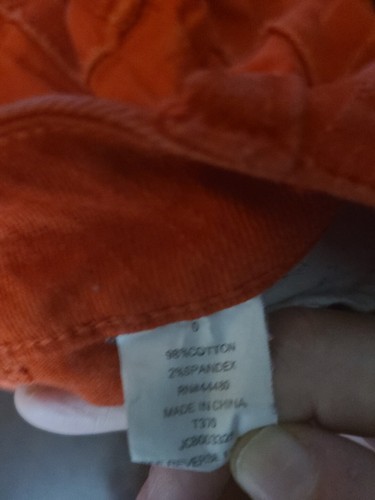 0
98%COTTON
2%SPANDEX
RN#44480
MADE IN CHINA
T370